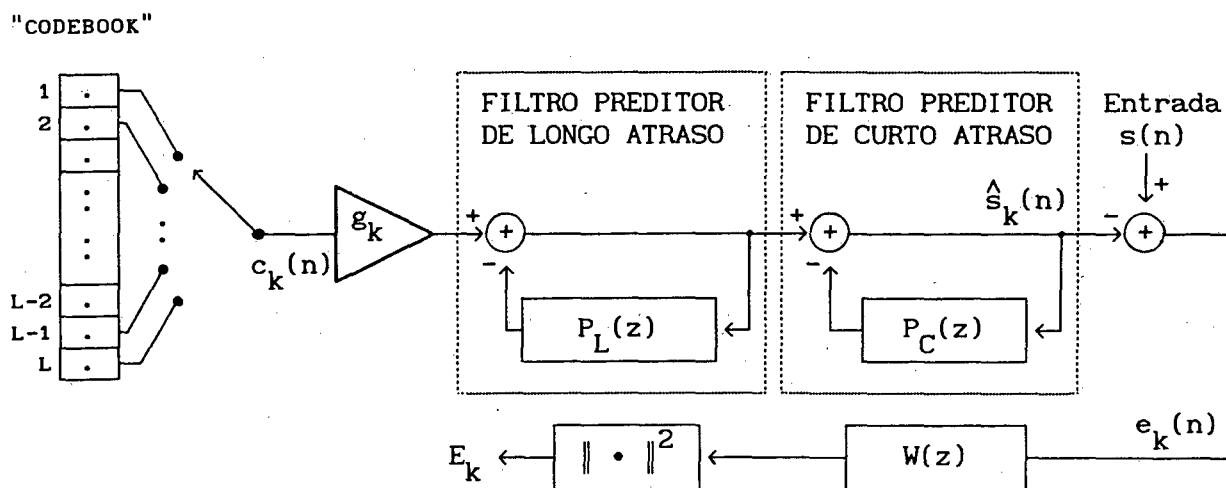 "CODEBOOK"
1
2
L-2
L-1
L
c_k(n)
g_k
FILTRO PREDITOR
DE LONGO ATRASO
+
+
-
P_L(z)
FILTRO PREDITOR
DE CURTO ATRASO
+
+
-
P_C(z)
ŝ_k(n)
Entrada
s(n)
+
-
+
e_k(n)
W(z)
‖ • ‖²
E_k